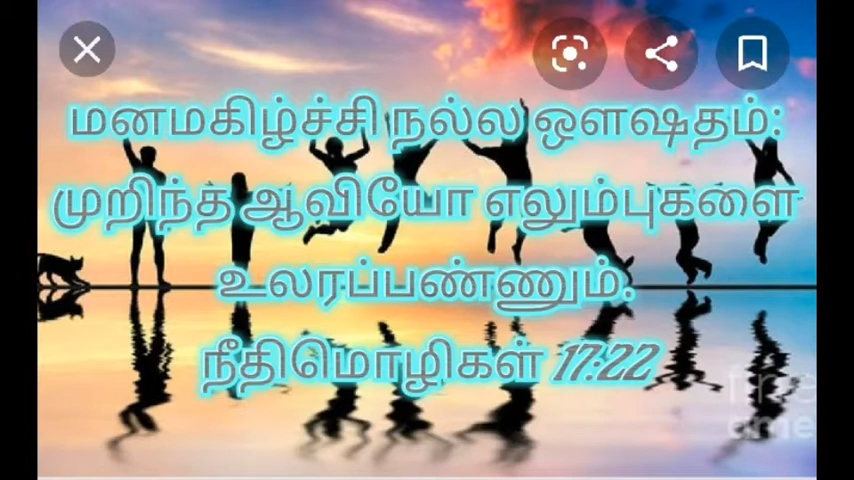 மனமகிழ்ச்சி நல்ல ஔஷதம்:
முறிந்த ஆவியோ எலும்புகளை
உலரப்பண்ணும்.
நீதிமொழிகள் 17:22